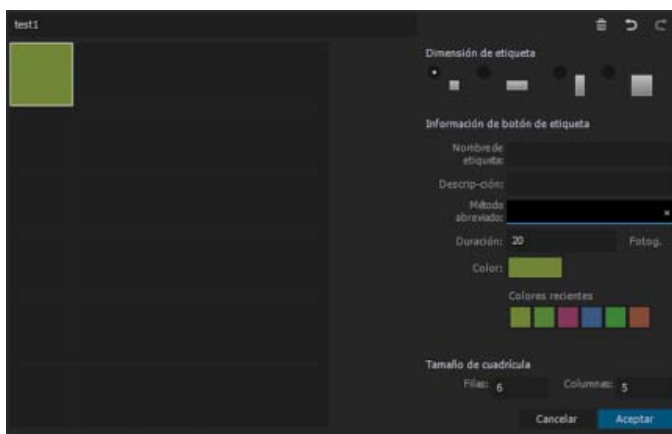 test1
Dimensión de etiqueta
Información de botón de etiqueta
Nombre de
etiqueta:
Descrip-ción:
Método
abreviado:
Duración: 20 Fotog.
Color:
Colores recientes
Tamaño de cuadrícula
Filas: 6 Columnas: 5
Cancelar Aceptar